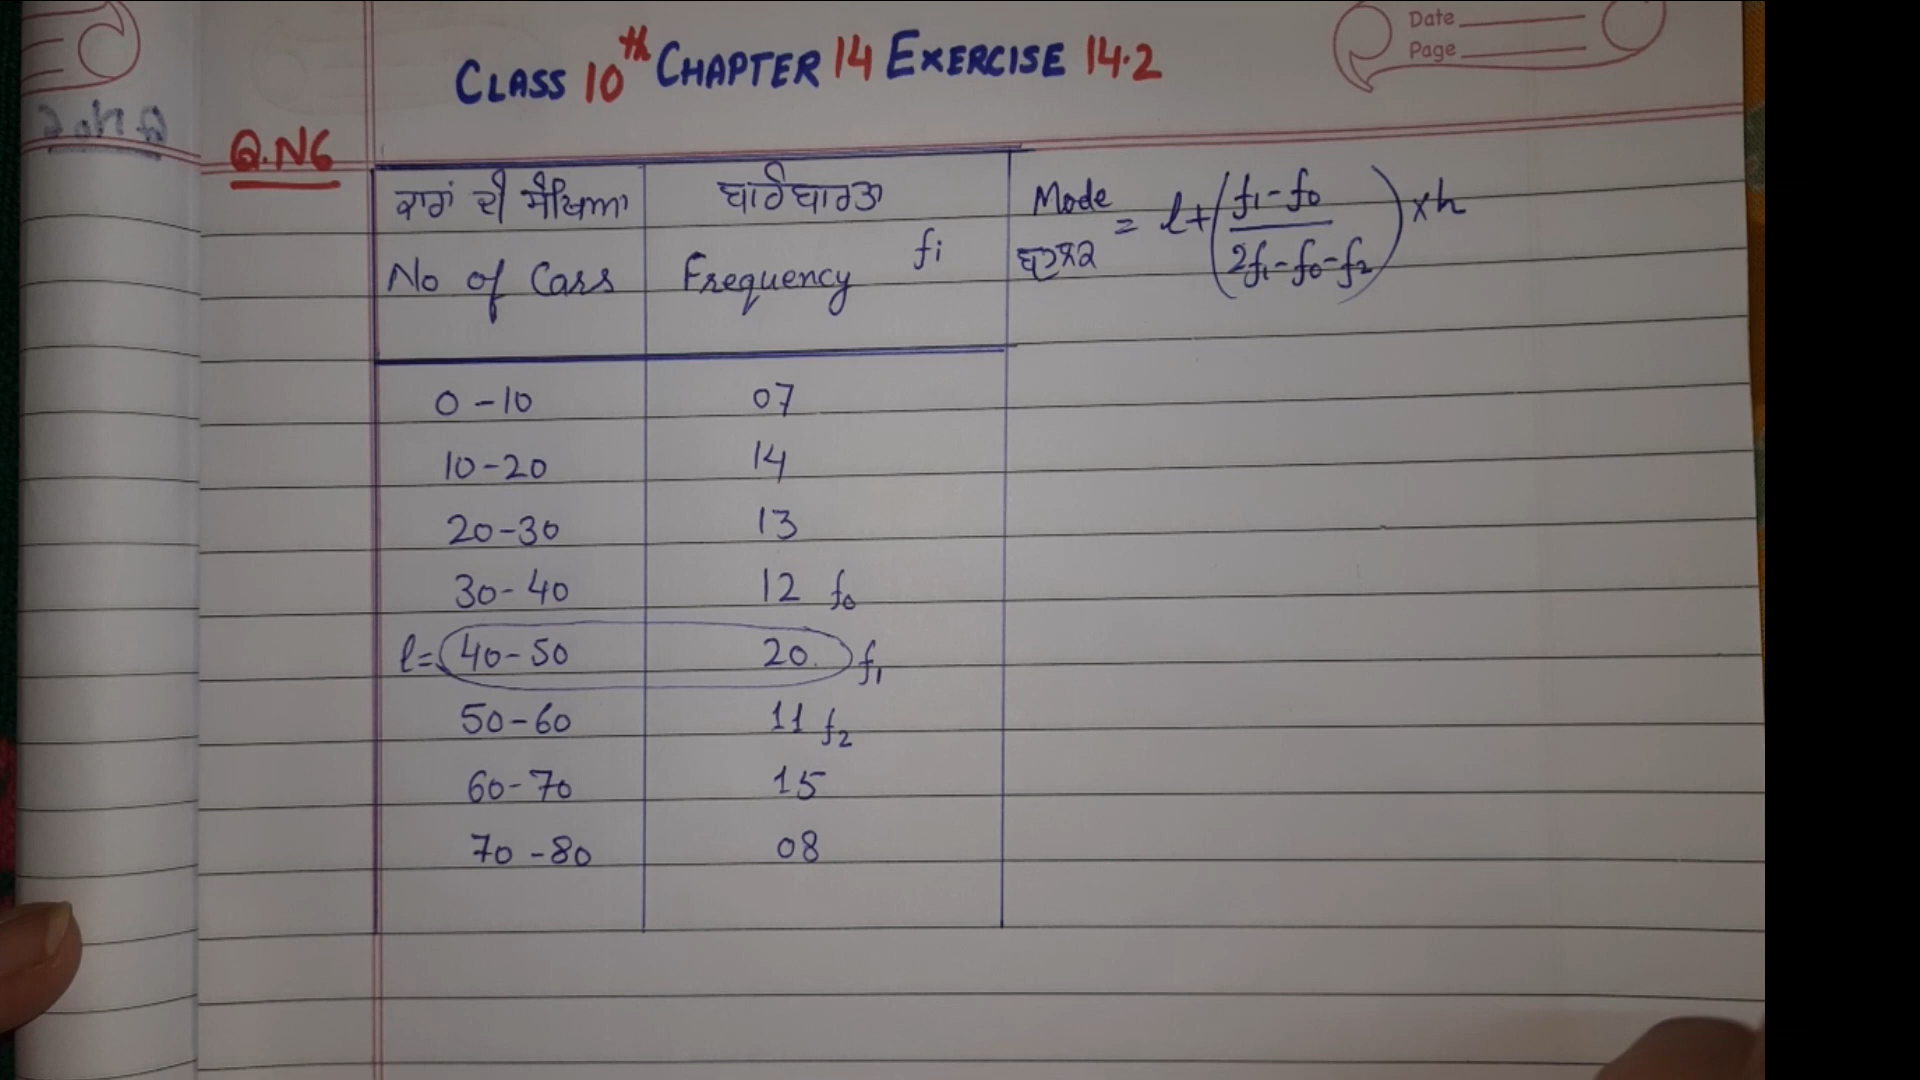 Date
Page
CLASS 10th CHAPTER 14 EXERCISE 14.2
Q.N6
ਕਾਰਾਂ ਦੀ ਸੰਖਿਆ
ਬਾਰੰਬਾਰਤਾ
No of Cars
Frequency fi
Mode
ਬਹੁਲਕ
= l+(f1-f0/2f1-f0-f2)×h
0-10 07
10-20 14
20-30 13
30-40 12 f0
l= 40-50 20 f1
50-60 11 f2
60-70 15
70-80 08